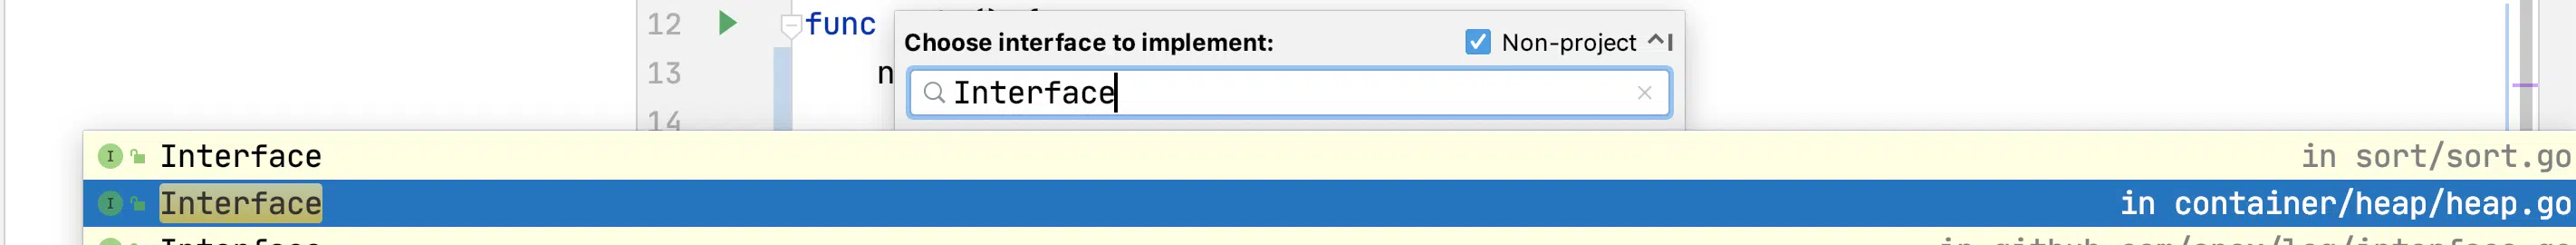 12 func
Choose interface to implement: Non-project
13 n
Interface
14
Interface in sort/sort.go
Interface in container/heap/heap.go
Interface